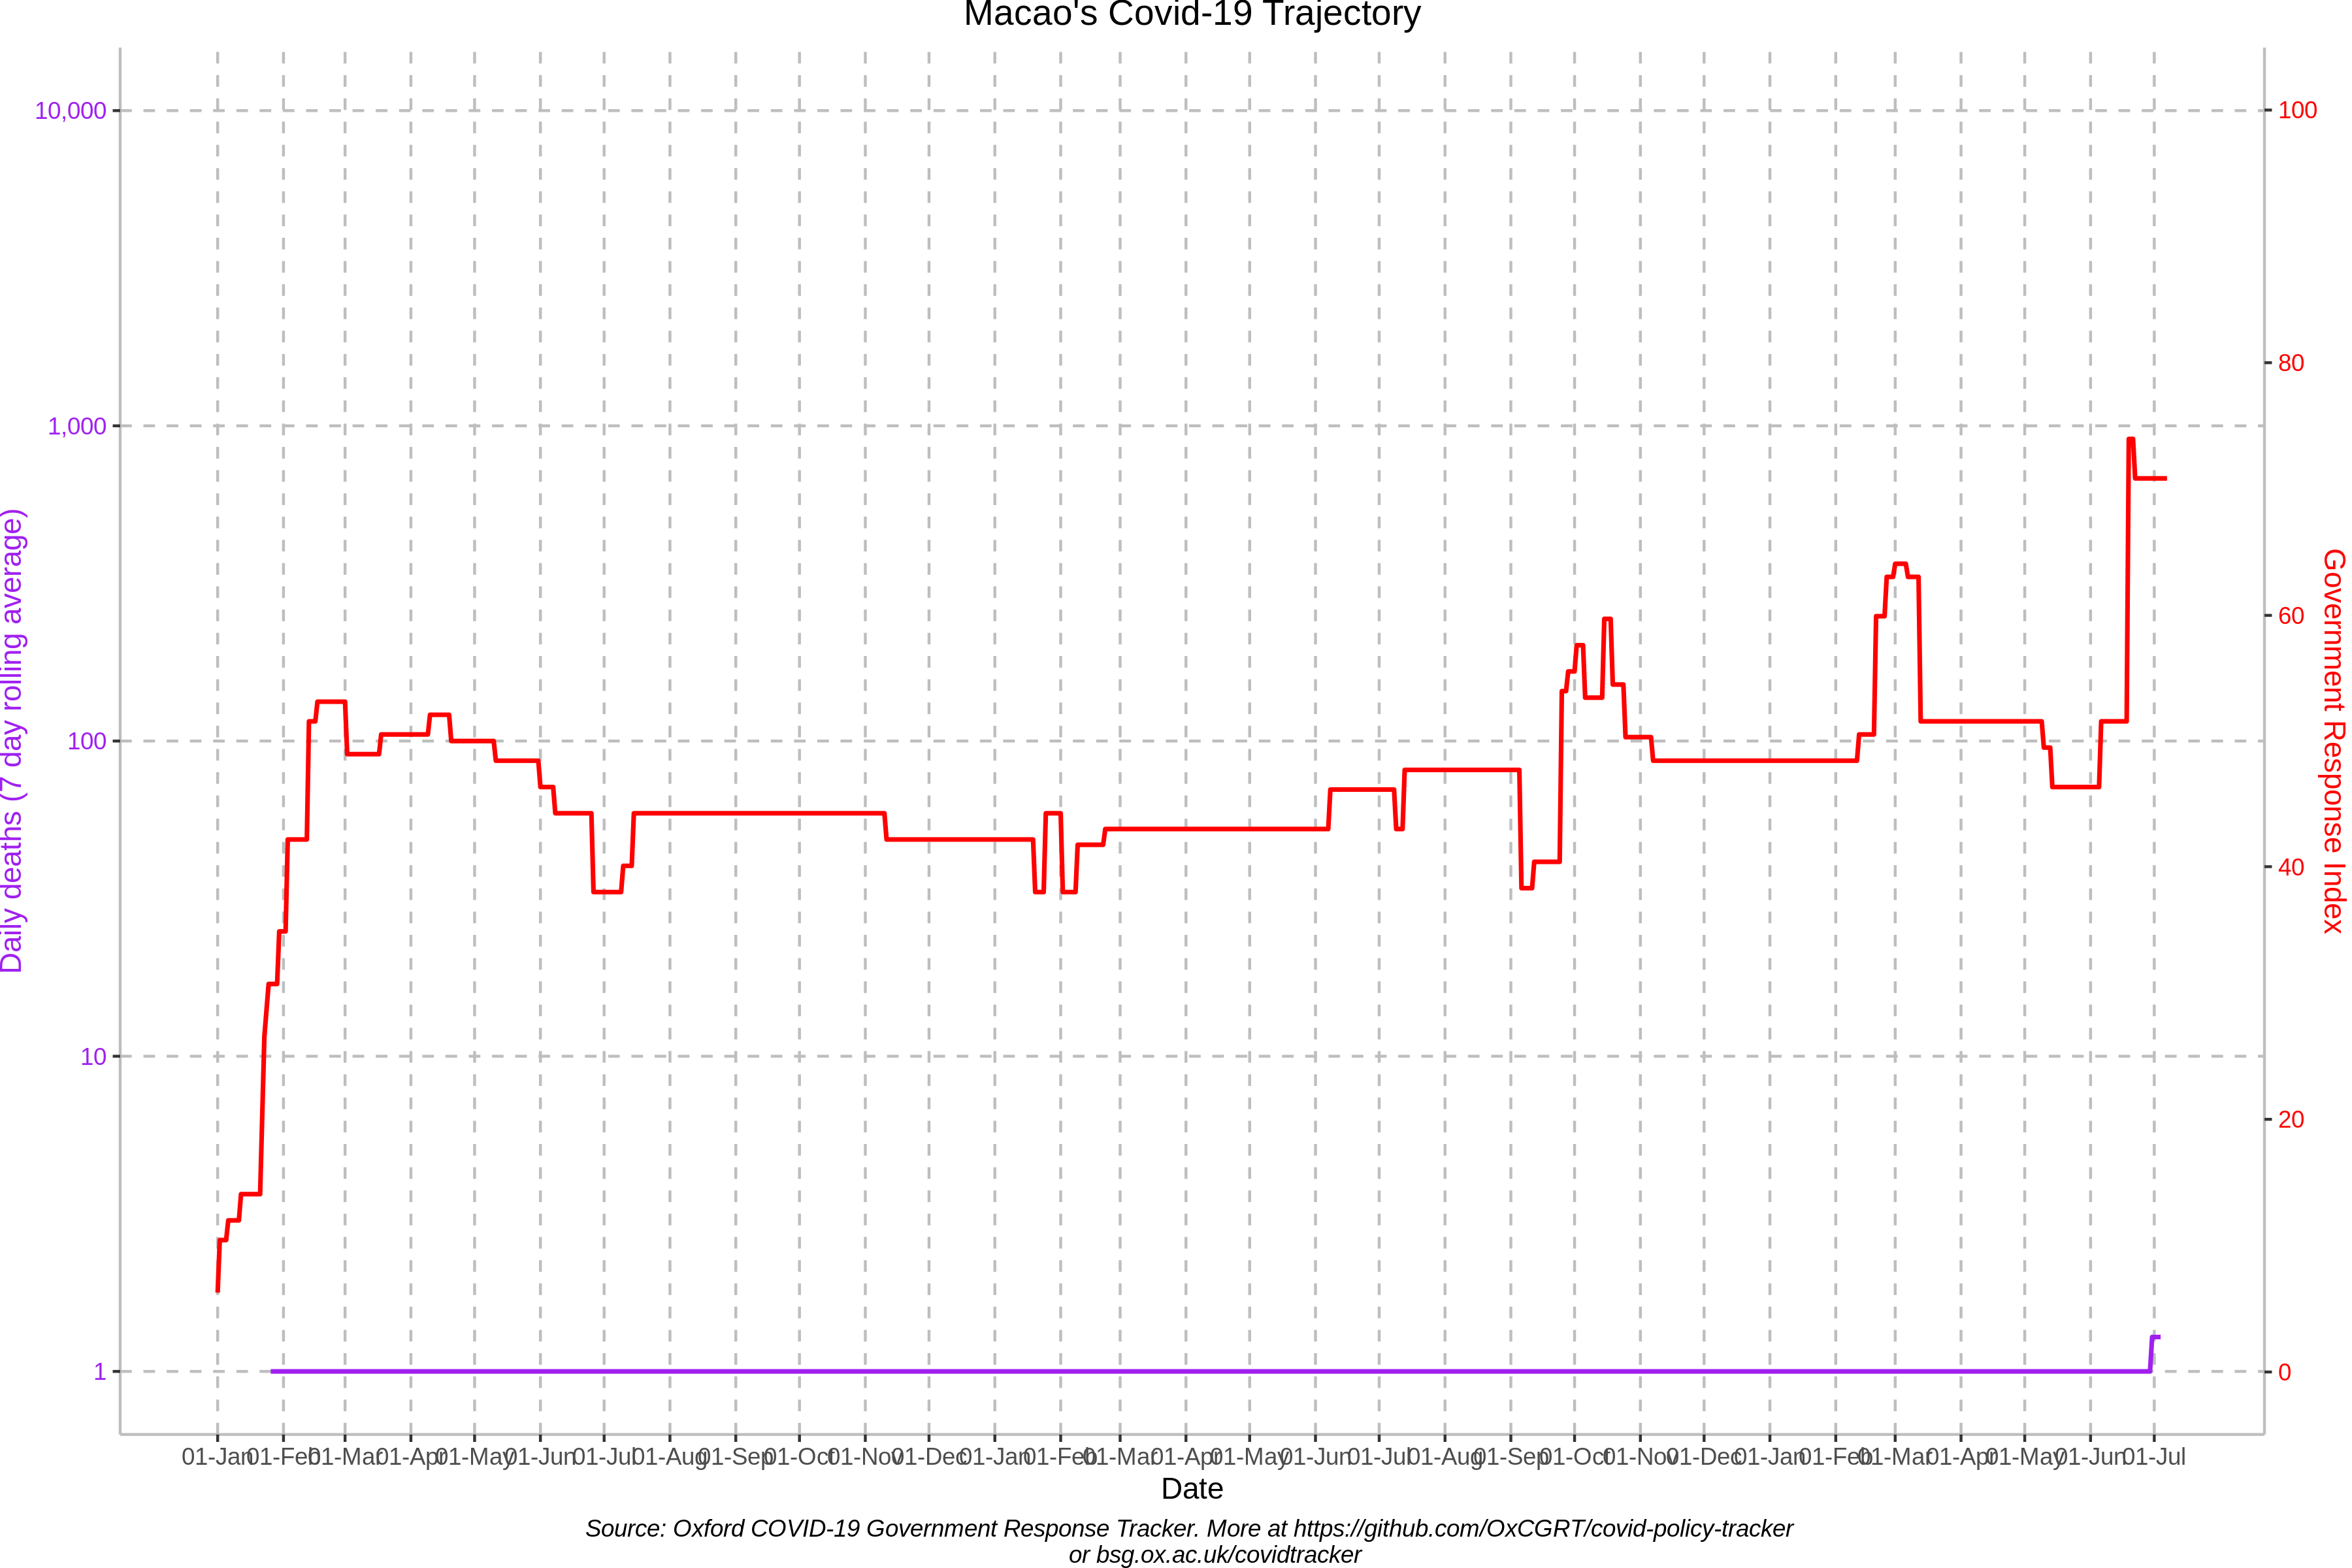 Macao's Covid-19 Trajectory
10,000
1,000
100
10
1
Daily deaths (7 day rolling average)
100
80
60
40
20
0
Government Response Index
01-Jan 01-Feb 01-Mar 01-Apr 01-May 01-Jun 01-Jul 01-Aug 01-Sep 01-Oct 01-Nov 01-Dec 01-Jan 01-Feb 01-Mar 01-Apr 01-May 01-Jun 01-Jul 01-Aug 01-Sep 01-Oct 01-Nov 01-Dec 01-Jan 01-Feb 01-Mar 01-Apr 01-May 01-Jun 01-Jul
Date
Source: Oxford COVID-19 Government Response Tracker. More at https://github.com/OxCGRT/covid-policy-tracker
or bsg.ox.ac.uk/covidtracker